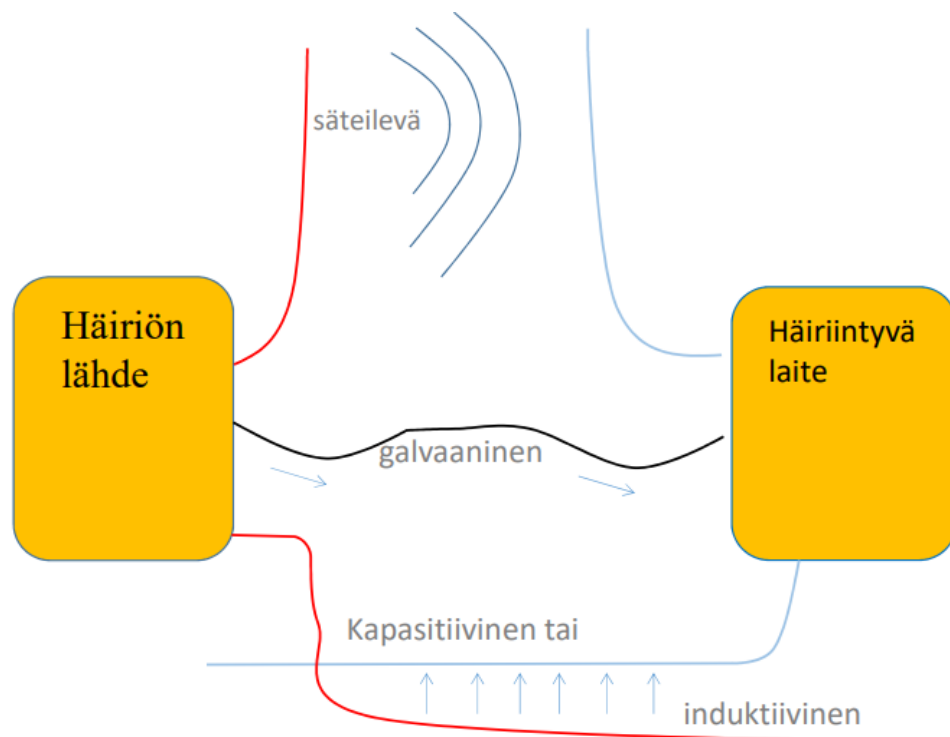 säteilevä
Häiriön
lähde
Häiriintyvä
laite
galvaaninen
Kapasitiivinen tai
induktiivinen